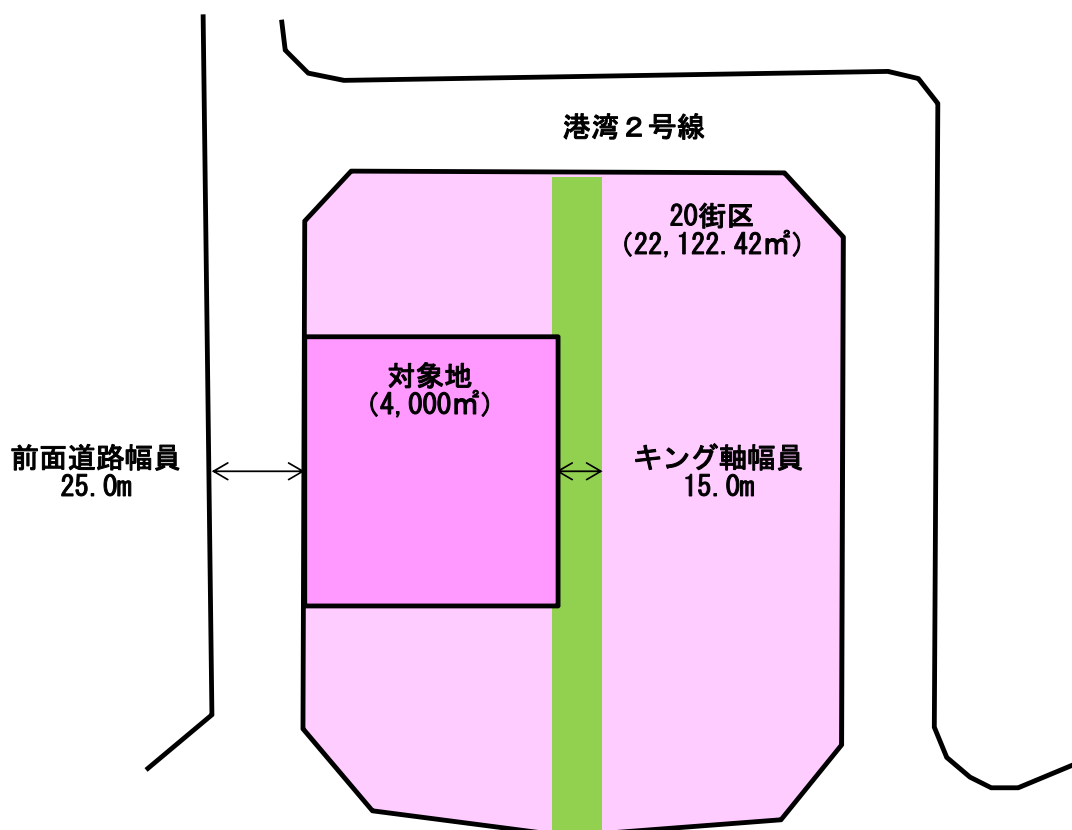 港湾２号線
20街区
(22,122.42㎡)
対象地
(4,000㎡)
前面道路幅員
25.0m
キング軸幅員
15.0m